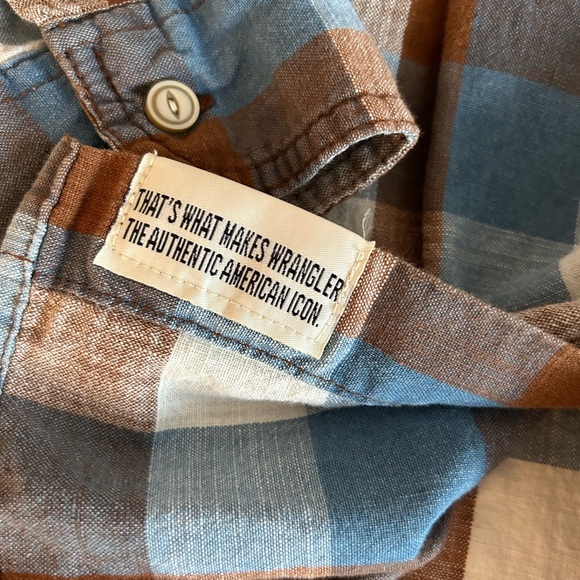 THAT'S WHAT MAKES WRANGLER
THE AUTHENTIC AMERICAN ICON.